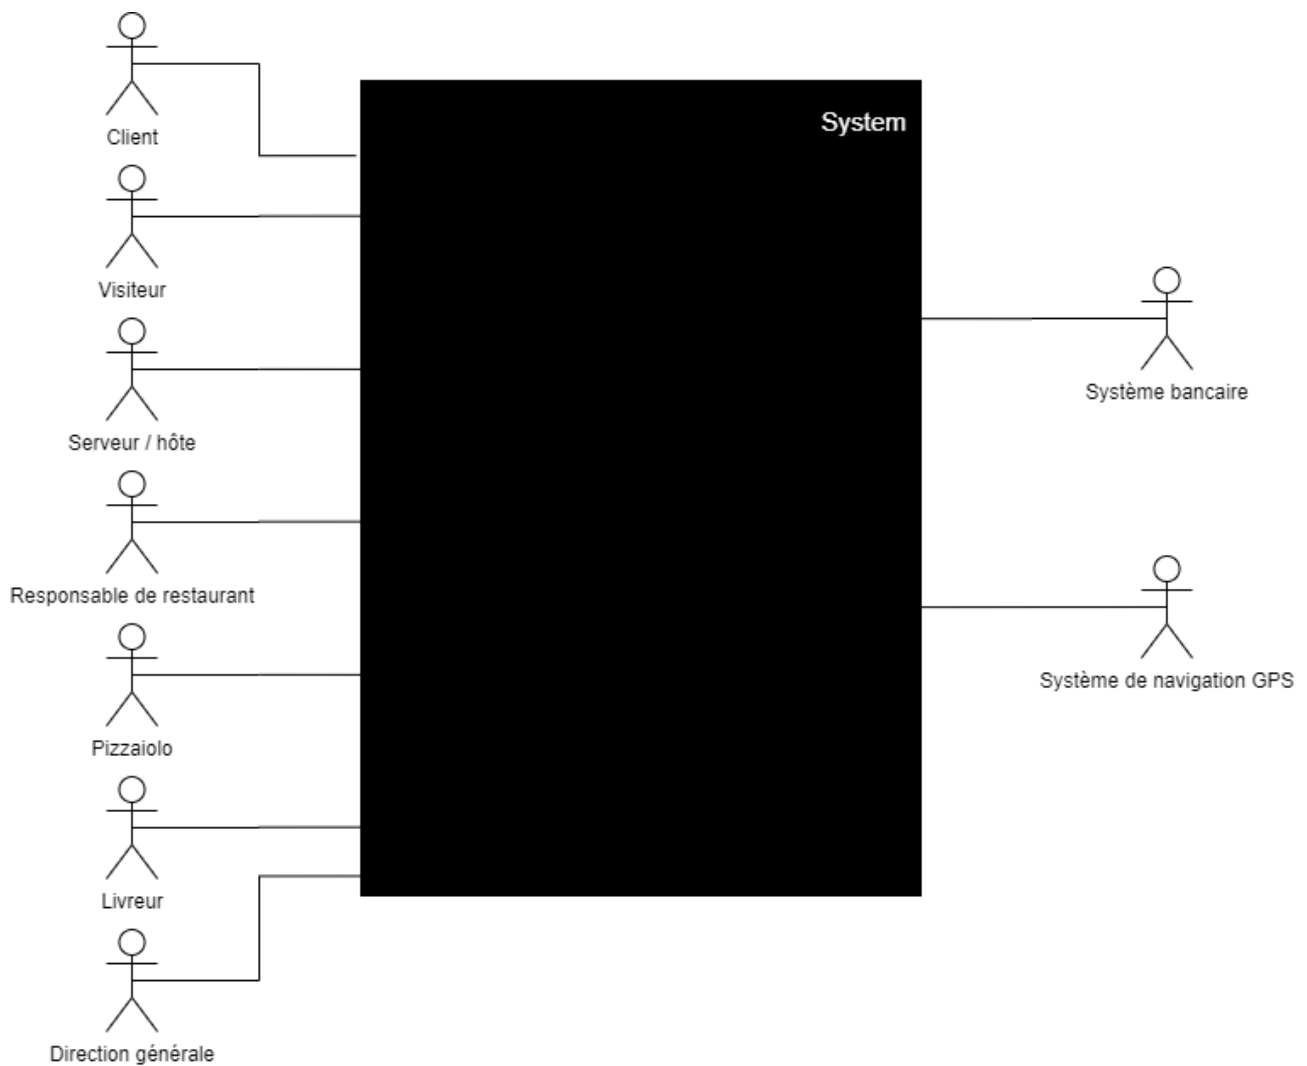 Client
System
Visiteur
Système bancaire
Serveur / hôte
Responsable de restaurant
Système de navigation GPS
Pizzaiolo
Livreur
Direction générale